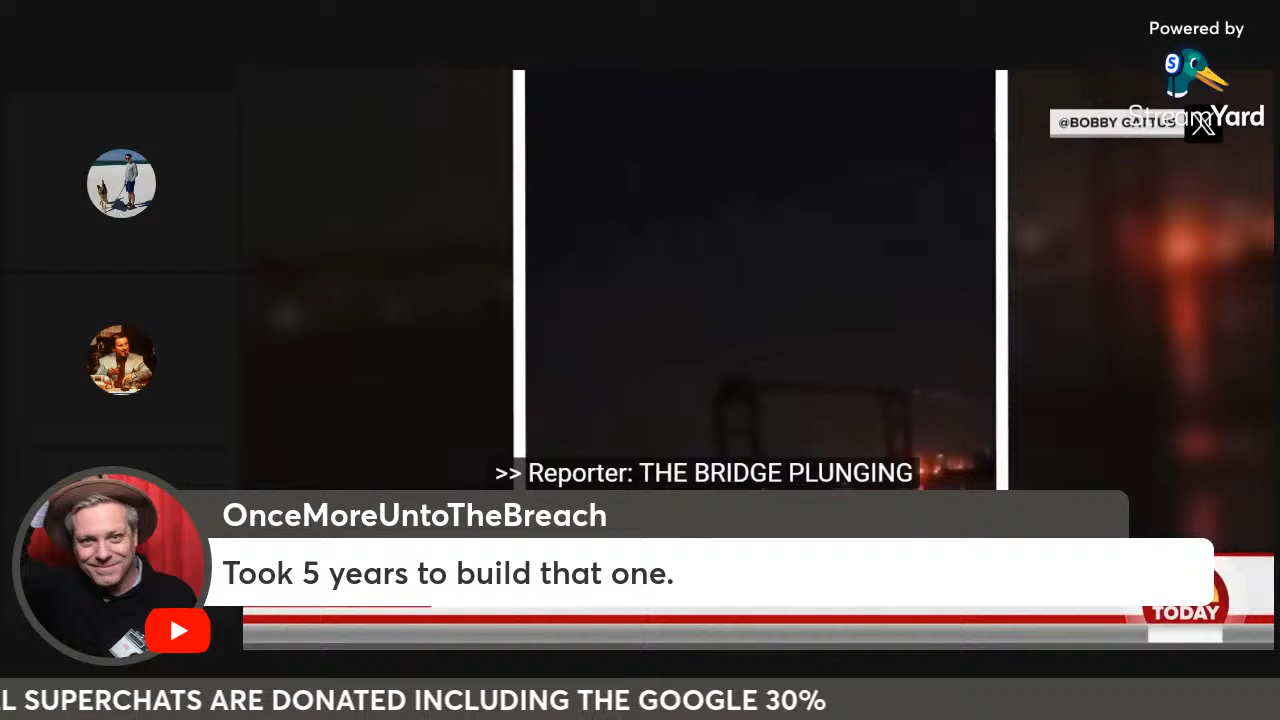 Powered by
StreamYard
@BOBBY GATTUS
>> Reporter: THE BRIDGE PLUNGING
OnceMoreUntoTheBreach
Took 5 years to build that one.
TODAY
L SUPERCHATS ARE DONATED INCLUDING THE GOOGLE 30%